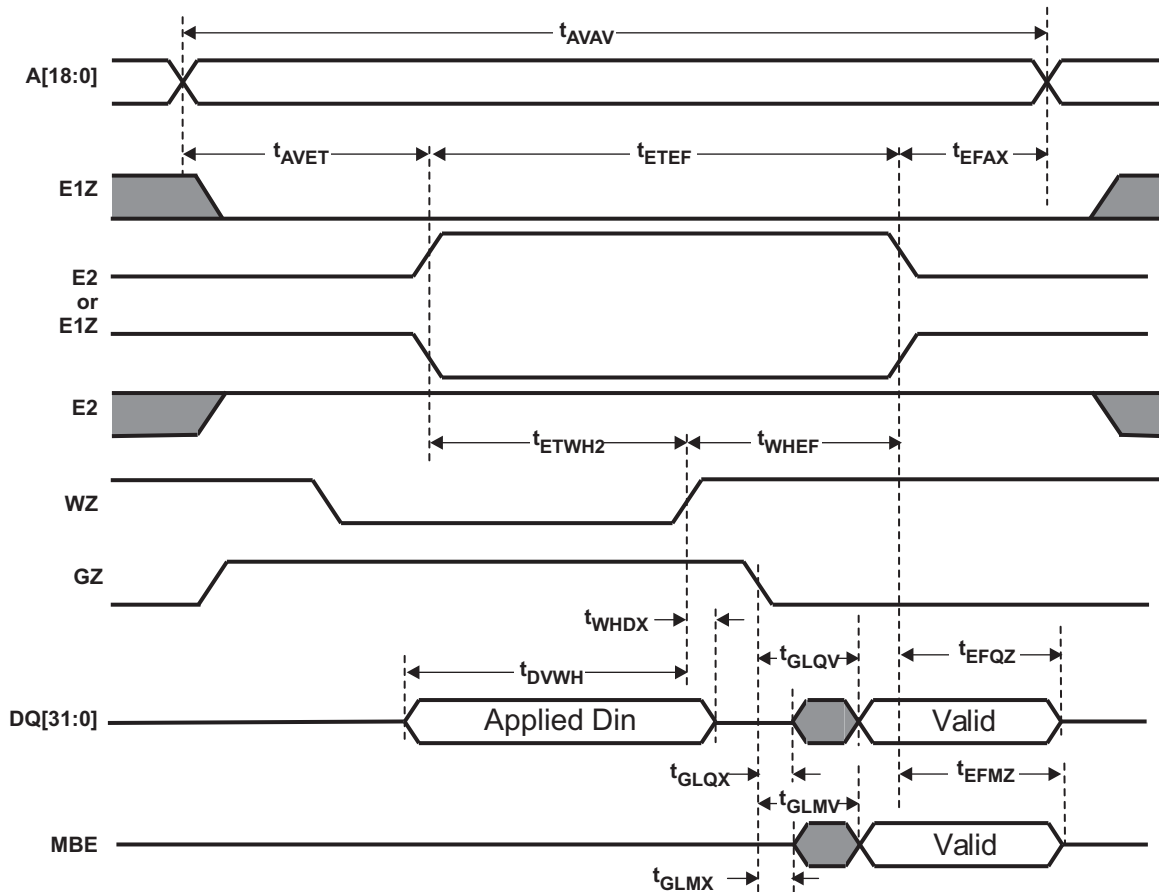 tAVAV
A[18:0]
tAVET
tETEF
tEFAX
E1Z
E2
or
E1Z
E2
tETWH2
tWHEF
WZ
GZ
tWHDX
tGLQV
tEFQZ
tDVWH
DQ[31:0]
Applied Din
Valid
tGLQX
tEFMZ
tGLMV
MBE
Valid
tGLMX